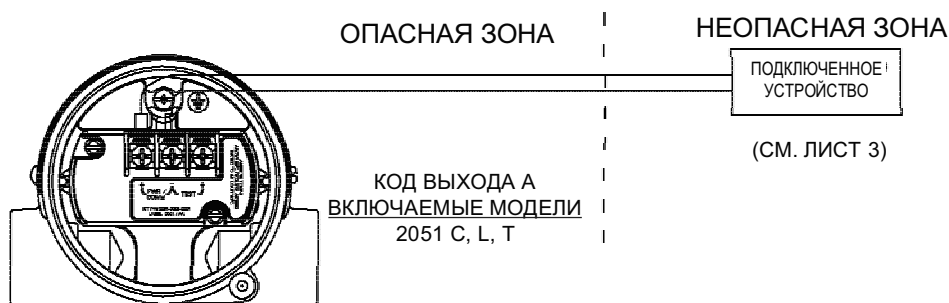 ОПАСНАЯ ЗОНА
НЕОПАСНАЯ ЗОНА
ПОДКЛЮЧЕННОЕ
УСТРОЙСТВО
(СМ. ЛИСТ 3)
КОД ВЫХОДА A
ВКЛЮЧАЕМЫЕ МОДЕЛИ
2051 C, L, T
PWR /
COMM
TEST